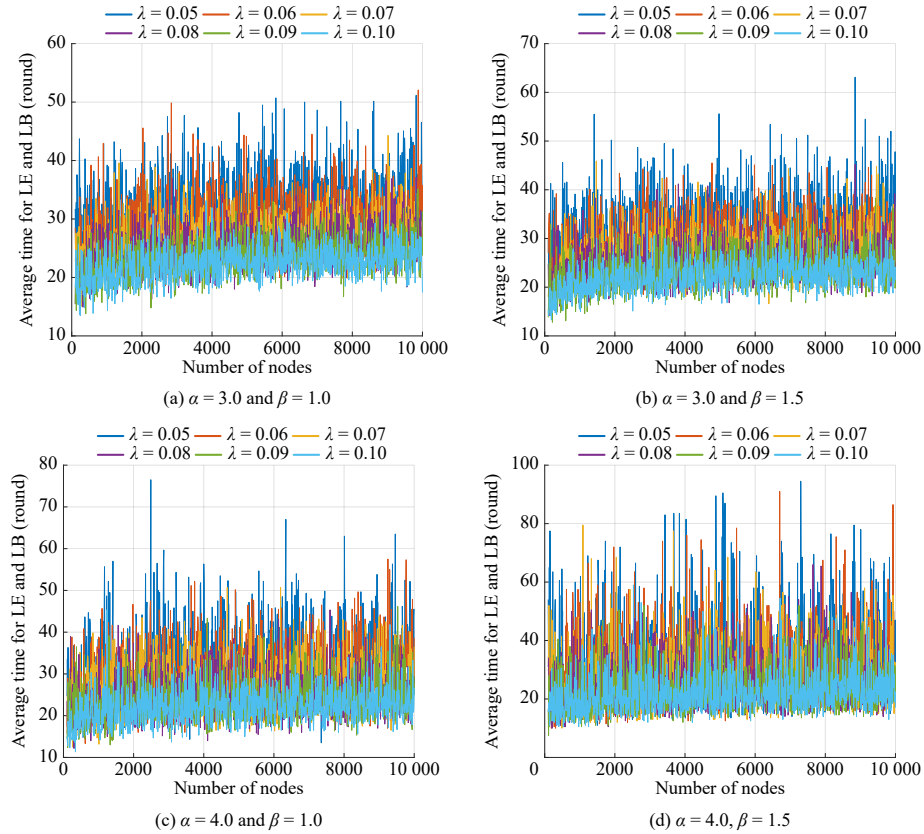 λ = 0.05 λ = 0.06 λ = 0.07
λ = 0.08 λ = 0.09 λ = 0.10
60
50
40
30
20
10
0 2000 4000 6000 8000 10 000
Average time for LE and LB (round)
Number of nodes
(a) α = 3.0 and β = 1.0
λ = 0.05 λ = 0.06 λ = 0.07
λ = 0.08 λ = 0.09 λ = 0.10
70
60
50
40
30
20
10
0 2000 4000 6000 8000 10 000
Average time for LE and LB (round)
Number of nodes
(b) α = 3.0 and β = 1.5
λ = 0.05 λ = 0.06 λ = 0.07
λ = 0.08 λ = 0.09 λ = 0.10
80
70
60
50
40
30
20
10
0 2000 4000 6000 8000 10 000
Average time for LE and LB (round)
Number of nodes
(c) α = 4.0 and β = 1.0
λ = 0.05 λ = 0.06 λ = 0.07
λ = 0.08 λ = 0.09 λ = 0.10
100
80
60
40
20
0 2000 4000 6000 8000 10 000
Average time for LE and LB (round)
Number of nodes
(d) α = 4.0, β = 1.5